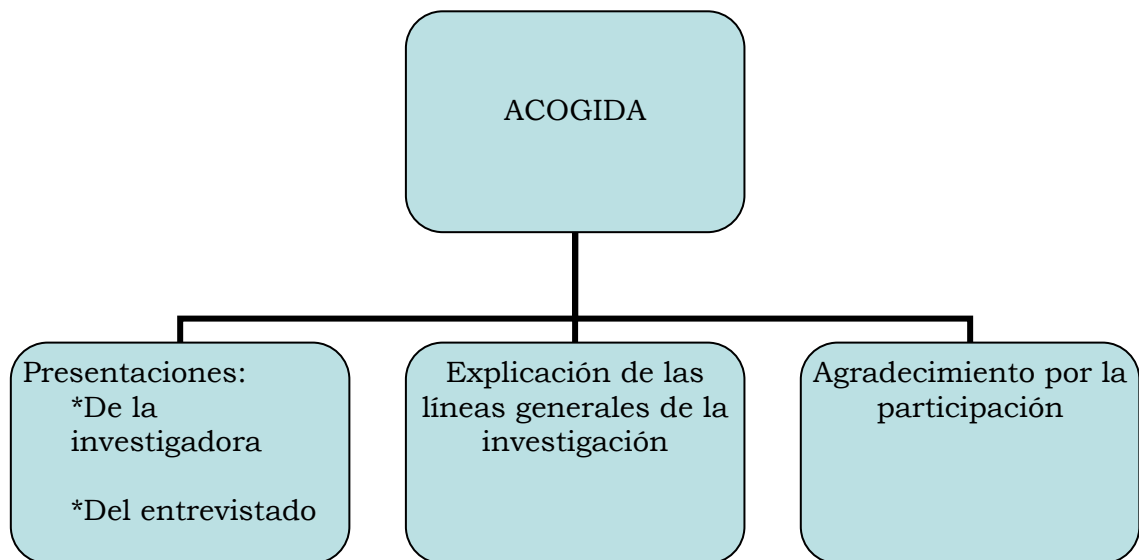 ACOGIDA
Presentaciones:
*De la
investigadora
*Del entrevistado
Explicación de las
líneas generales de la
investigación
Agradecimiento por la
participación